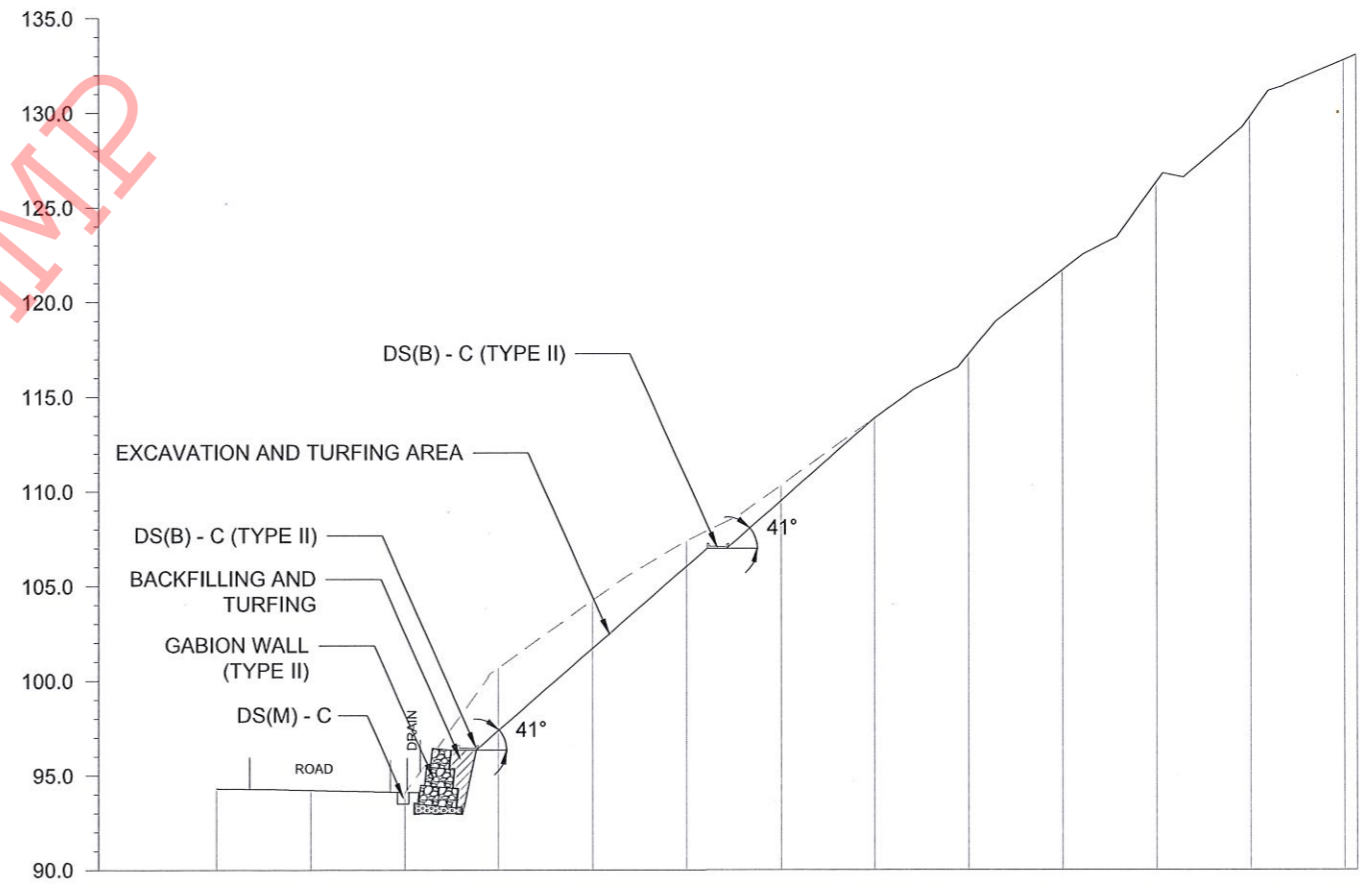 135.0
130.0
125.0
120.0
115.0
110.0
105.0
100.0
95.0
90.0
MP
DS(B) - C (TYPE II)
EXCAVATION AND TURFING AREA
DS(B) - C (TYPE II)
BACKFILLING AND
TURFING
GABION WALL
(TYPE II)
DS(M) - C
DRAIN
ROAD
41°
41°